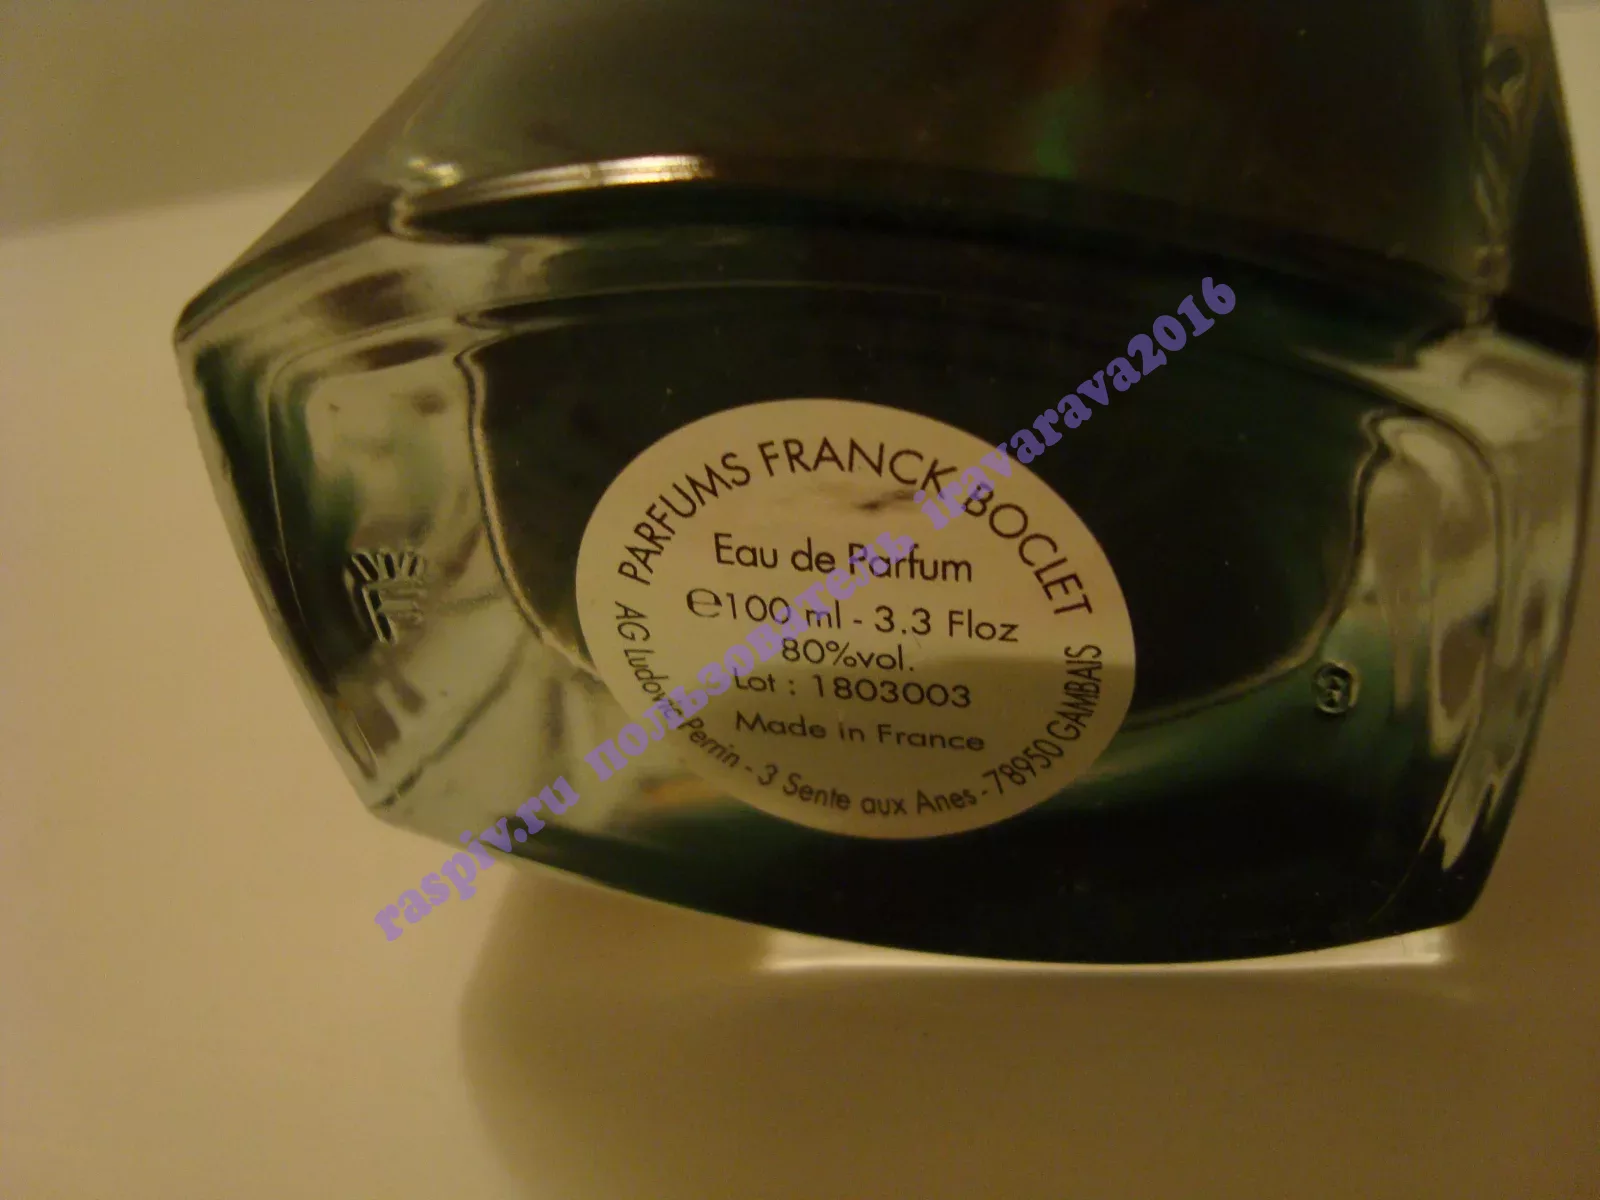 PARFUMS FRANCK BOCLET
Eau de Parfum
℮100 ml - 3.3 Floz
80%vol.
Lot : 1803003
Made in France
AG Ludovic Perrin - 3 Sente aux Anes - 78950 GAMBAIS
raspiv.ru пользователь iravarava2016